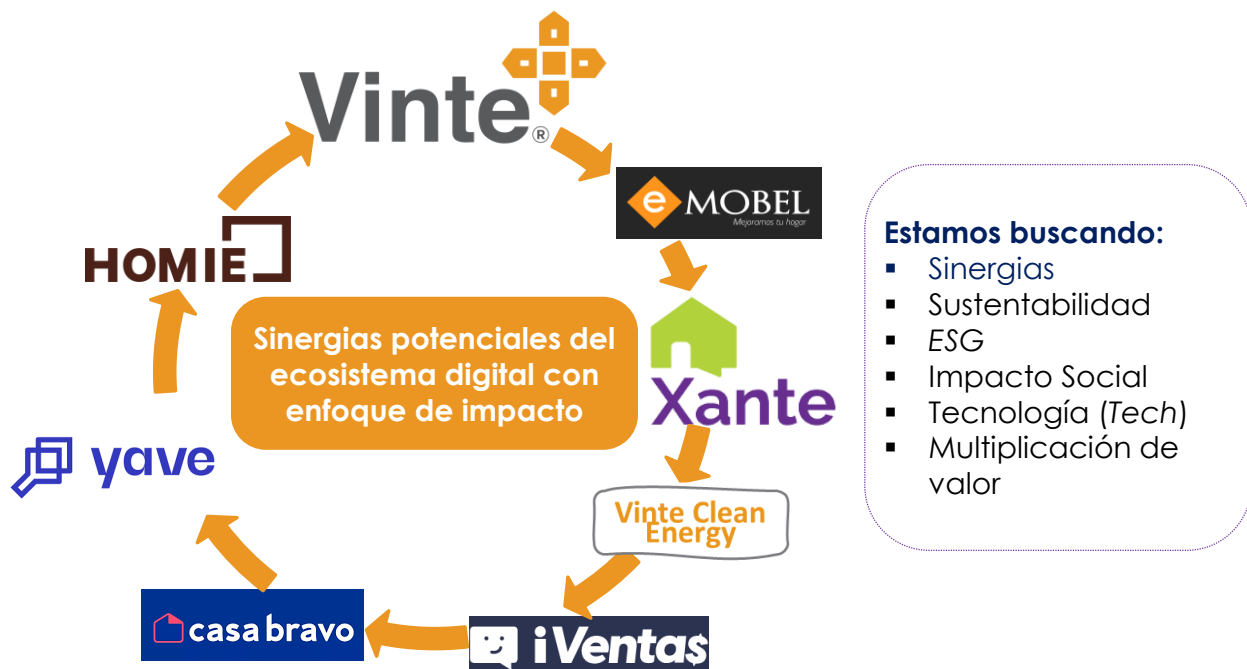 Vinte®
e MOBEL
Mejoramos tu hogar
HOMIE
Sinergias potenciales del
ecosistema digital con
enfoque de impacto
Xante
yave
Vinte Clean
Energy
casa bravo
iVentas
Estamos buscando:
▪ Sinergias
▪ Sustentabilidad
▪ ESG
▪ Impacto Social
▪ Tecnología (Tech)
▪ Multiplicación de
valor